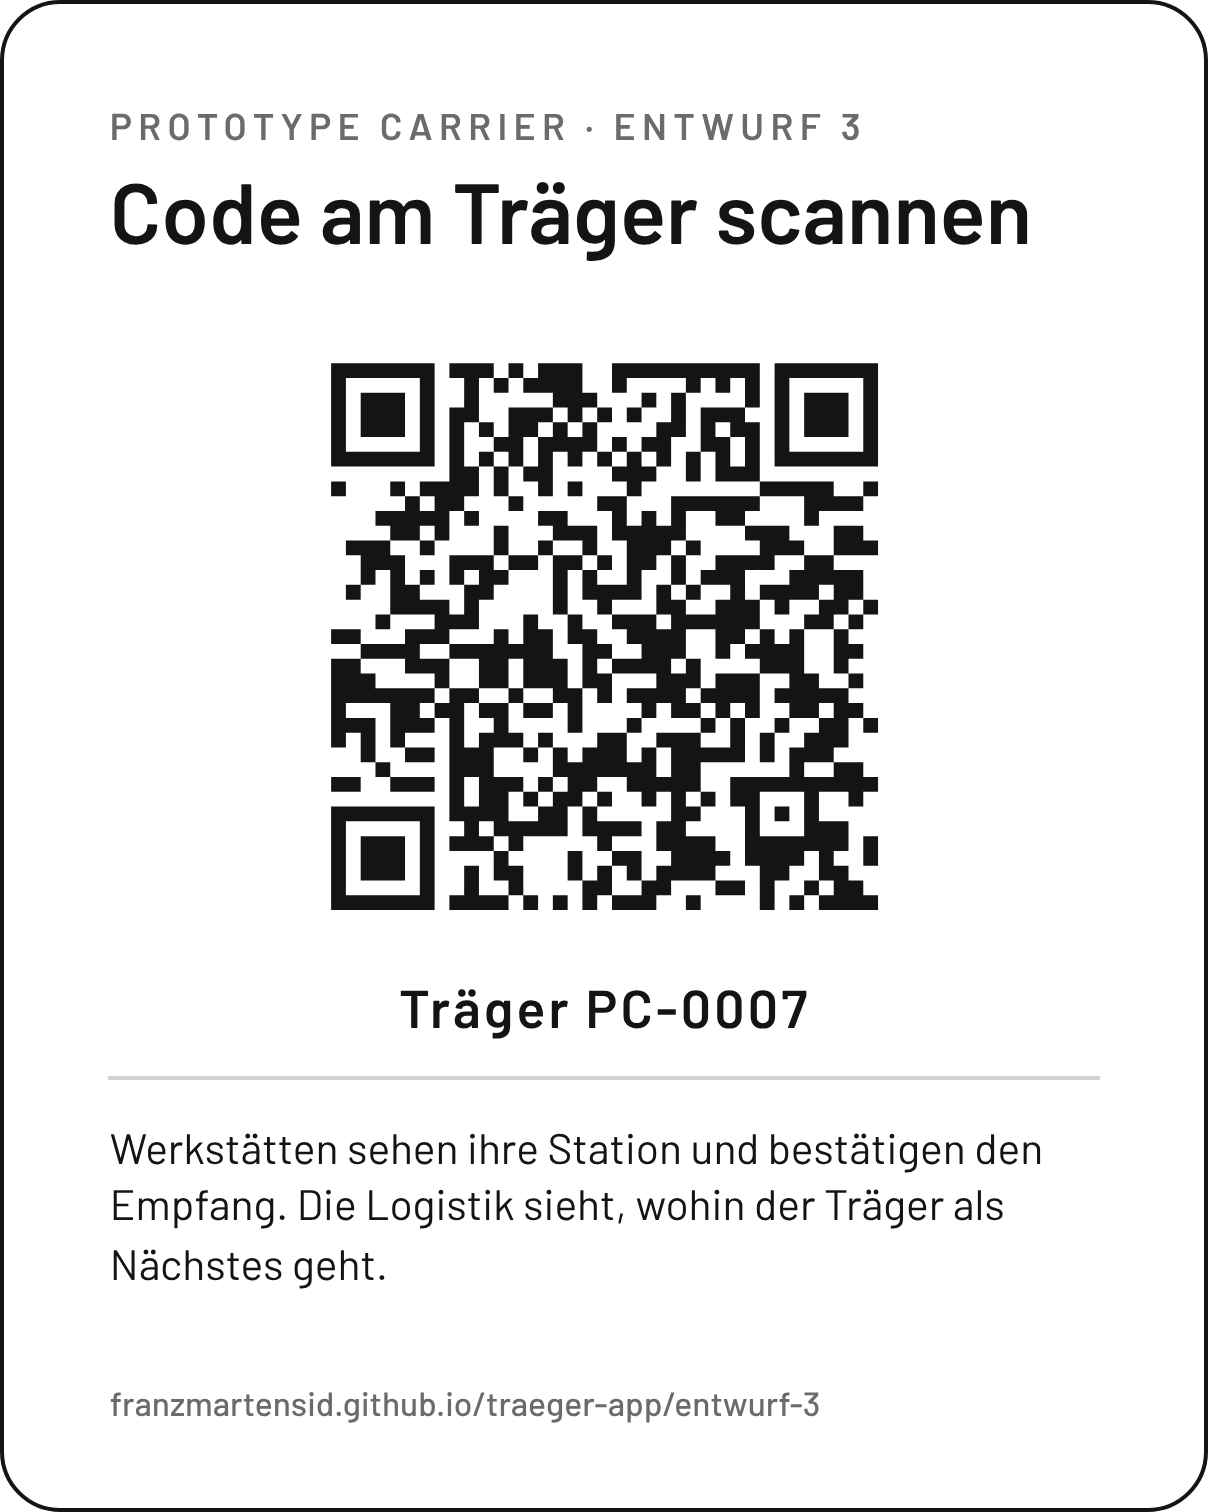 PROTOTYPE CARRIER · ENTWURF 3
Code am Träger scannen
Träger PC-0007
Werkstätten sehen ihre Station und bestätigen den
Empfang. Die Logistik sieht, wohin der Träger als
Nächstes geht.
franzmartensid.github.io/traeger-app/entwurf-3